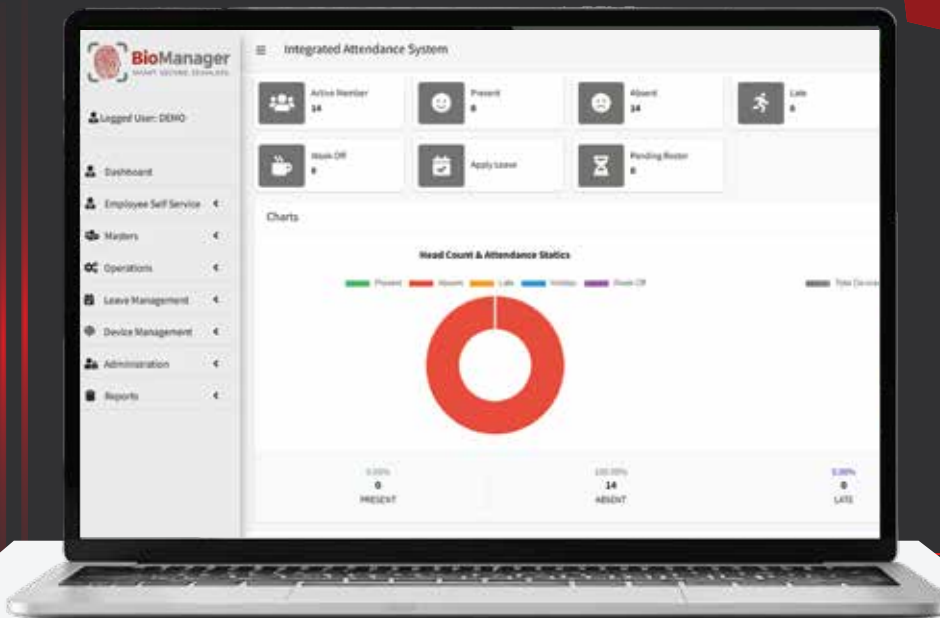 BioManager
Logged User: DEMO
Dashboard
Employee Self Service
Masters
Operations
Leave Management
Device Management
Administration
Reports
Integrated Attendance System
Active Member
14
Present
0
Absent
14
Late
0
Week Off
0
Apply Leave
Pending Roster
0
Charts
Head Count & Attendance Statics
Present Absent Late Week Off
Total Devices
0.00%
0
PRESENT
100.00%
14
ABSENT
0.00%
0
LATE